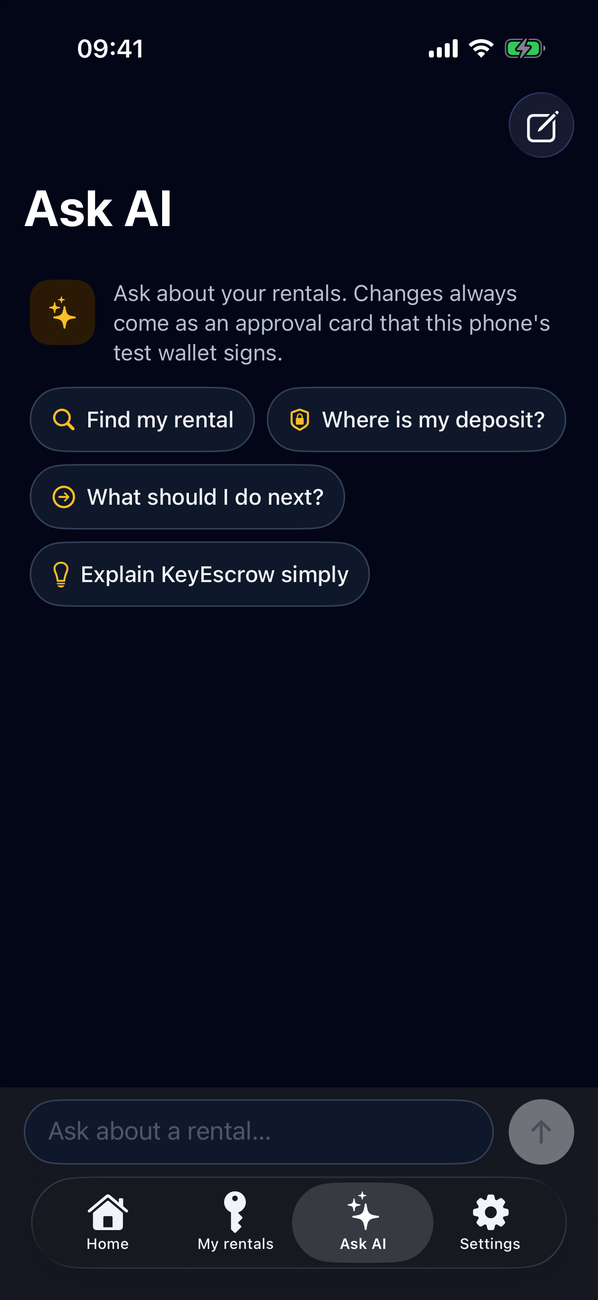 09:41
Ask AI
Ask about your rentals. Changes always
come as an approval card that this phone's
test wallet signs.
Find my rental
Where is my deposit?
What should I do next?
Explain KeyEscrow simply
Ask about a rental...
Home
My rentals
Ask AI
Settings